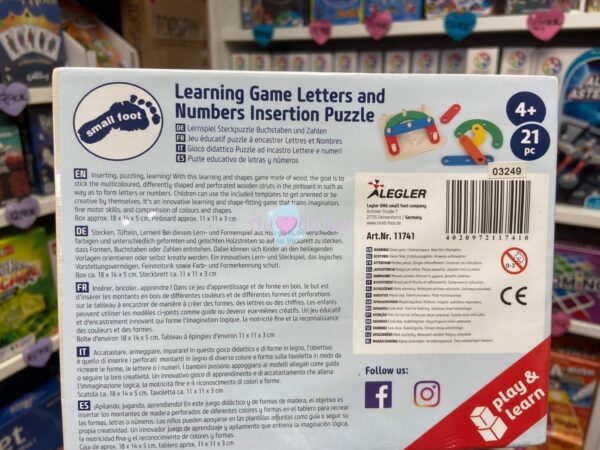 small foot
Learning Game Letters and
Numbers Insertion Puzzle
DE Lernspiel Steckpuzzle Buchstaben und Zahlen
FR Jeu éducatif puzzle à encastrer Lettres et Nombres
IT Gioco didattico Puzzle ad incastro Lettere e numeri
ES Puzle educativo de letras y números
4+
21
pc
EN Inserting, puzzling, learning! With this learning and shapes game made of wood, the goal is to
stick the multicoloured, differently shaped and perforated wooden struts in the pinboard in such as
way as to form letters or numbers. Children can use the included templates to get oriented or be
creative by themselves. It's an innovative learning and shape-fitting game that trains imagination,
fine motor skills, and comprehension of colours and shapes.
Box approx. 18 x 14 x 5 cm, pinboard approx. 11 x 11 x 3 cm
DE Stecken, Tüfteln, Lernen! Bei diesem Lern- und Formenspiel aus Holz
farbigen und unterschiedlich geformten und gelochten Holzstreben so auf das Steckbrett zu stecken,
dass Formen, Buchstaben oder Zahlen entstehen. Dabei können sich Kinder an den beiliegenden
Vorlagen orientieren oder selbst kreativ werden. Ein innovatives Lern- und Steckspiel, das logisches
Vorstellungsvermögen, Feinmotorik sowie Farb- und Formerkennung schult.
Box ca. 18 x 14 x 5 cm, Steckbrett ca. 11 x 11 x 3 cm
FR Insérer, bricoler, apprendre ! Dans ce jeu d'apprentissage et de forme en bois, le but est
d'insérer les montants en bois de différentes couleurs et de différentes formes et perforations
sur le tableau à encastrer de manière à créer des formes, des lettres ou des chiffres. Les enfants
peuvent utiliser les modèles ci-joints comme guide ou devenir eux-mêmes créatifs. Un jeu éducatif
et d'encastrement innovant qui forme l'imagination logique, la motricité fine et la reconnaissance
des couleurs et des formes.
Boîte d'environ 18 x 14 x 5 cm, Tableau à épingles d'environ 11 x 11 x 3 cm
IT Accatastare, armeggiare, imparare! In questo gioco didattico e di forme in legno, l'obiettivo
è quello di inserire i perforati montanti in legno di diverso colore e forma sulla tavoletta in modo da
ricreare le forme, le lettere o i numeri. I bambini possono appoggiarsi ai modelli allegati come guida
o seguire la loro creatività. Un innovativo gioco di apprendimento e di accatastamento che allena
l'immaginazione logica, la motricità fine e il riconoscimento di colori e forme.
Scatola ca. 18 x 14 x 5 cm, Tavoletta ca. 11 x 11 x 3 cm
ES ¡Apilando, jugando, aprendiendo! En este juego didáctico y de formas de madera, el objetivo es
insertar los montantes de madera perforados de diferentes colores y formas en el tablero para recrear
las formas, letras o números. Los niños pueden apoyarse en las plantillas adjuntas como guía o seguir su
propia creatividad. Un innovador juego de aprendizaje y apilamiento que entrena la imaginación lógica,
la motricidad fina y el reconocimiento de colores y formas.
Caja de aprox. 18 x 14 x 5 cm, tablero aprox. 11 x 11 x 3 cm
03249
LEGLER
Legler OHG small foot company
Achimer Straße 7
27755 Delmenhorst / Germany
www.small-foot.de
Art.Nr. 11741
4020972117410
0-3
CE
Follow us:
play &
learn